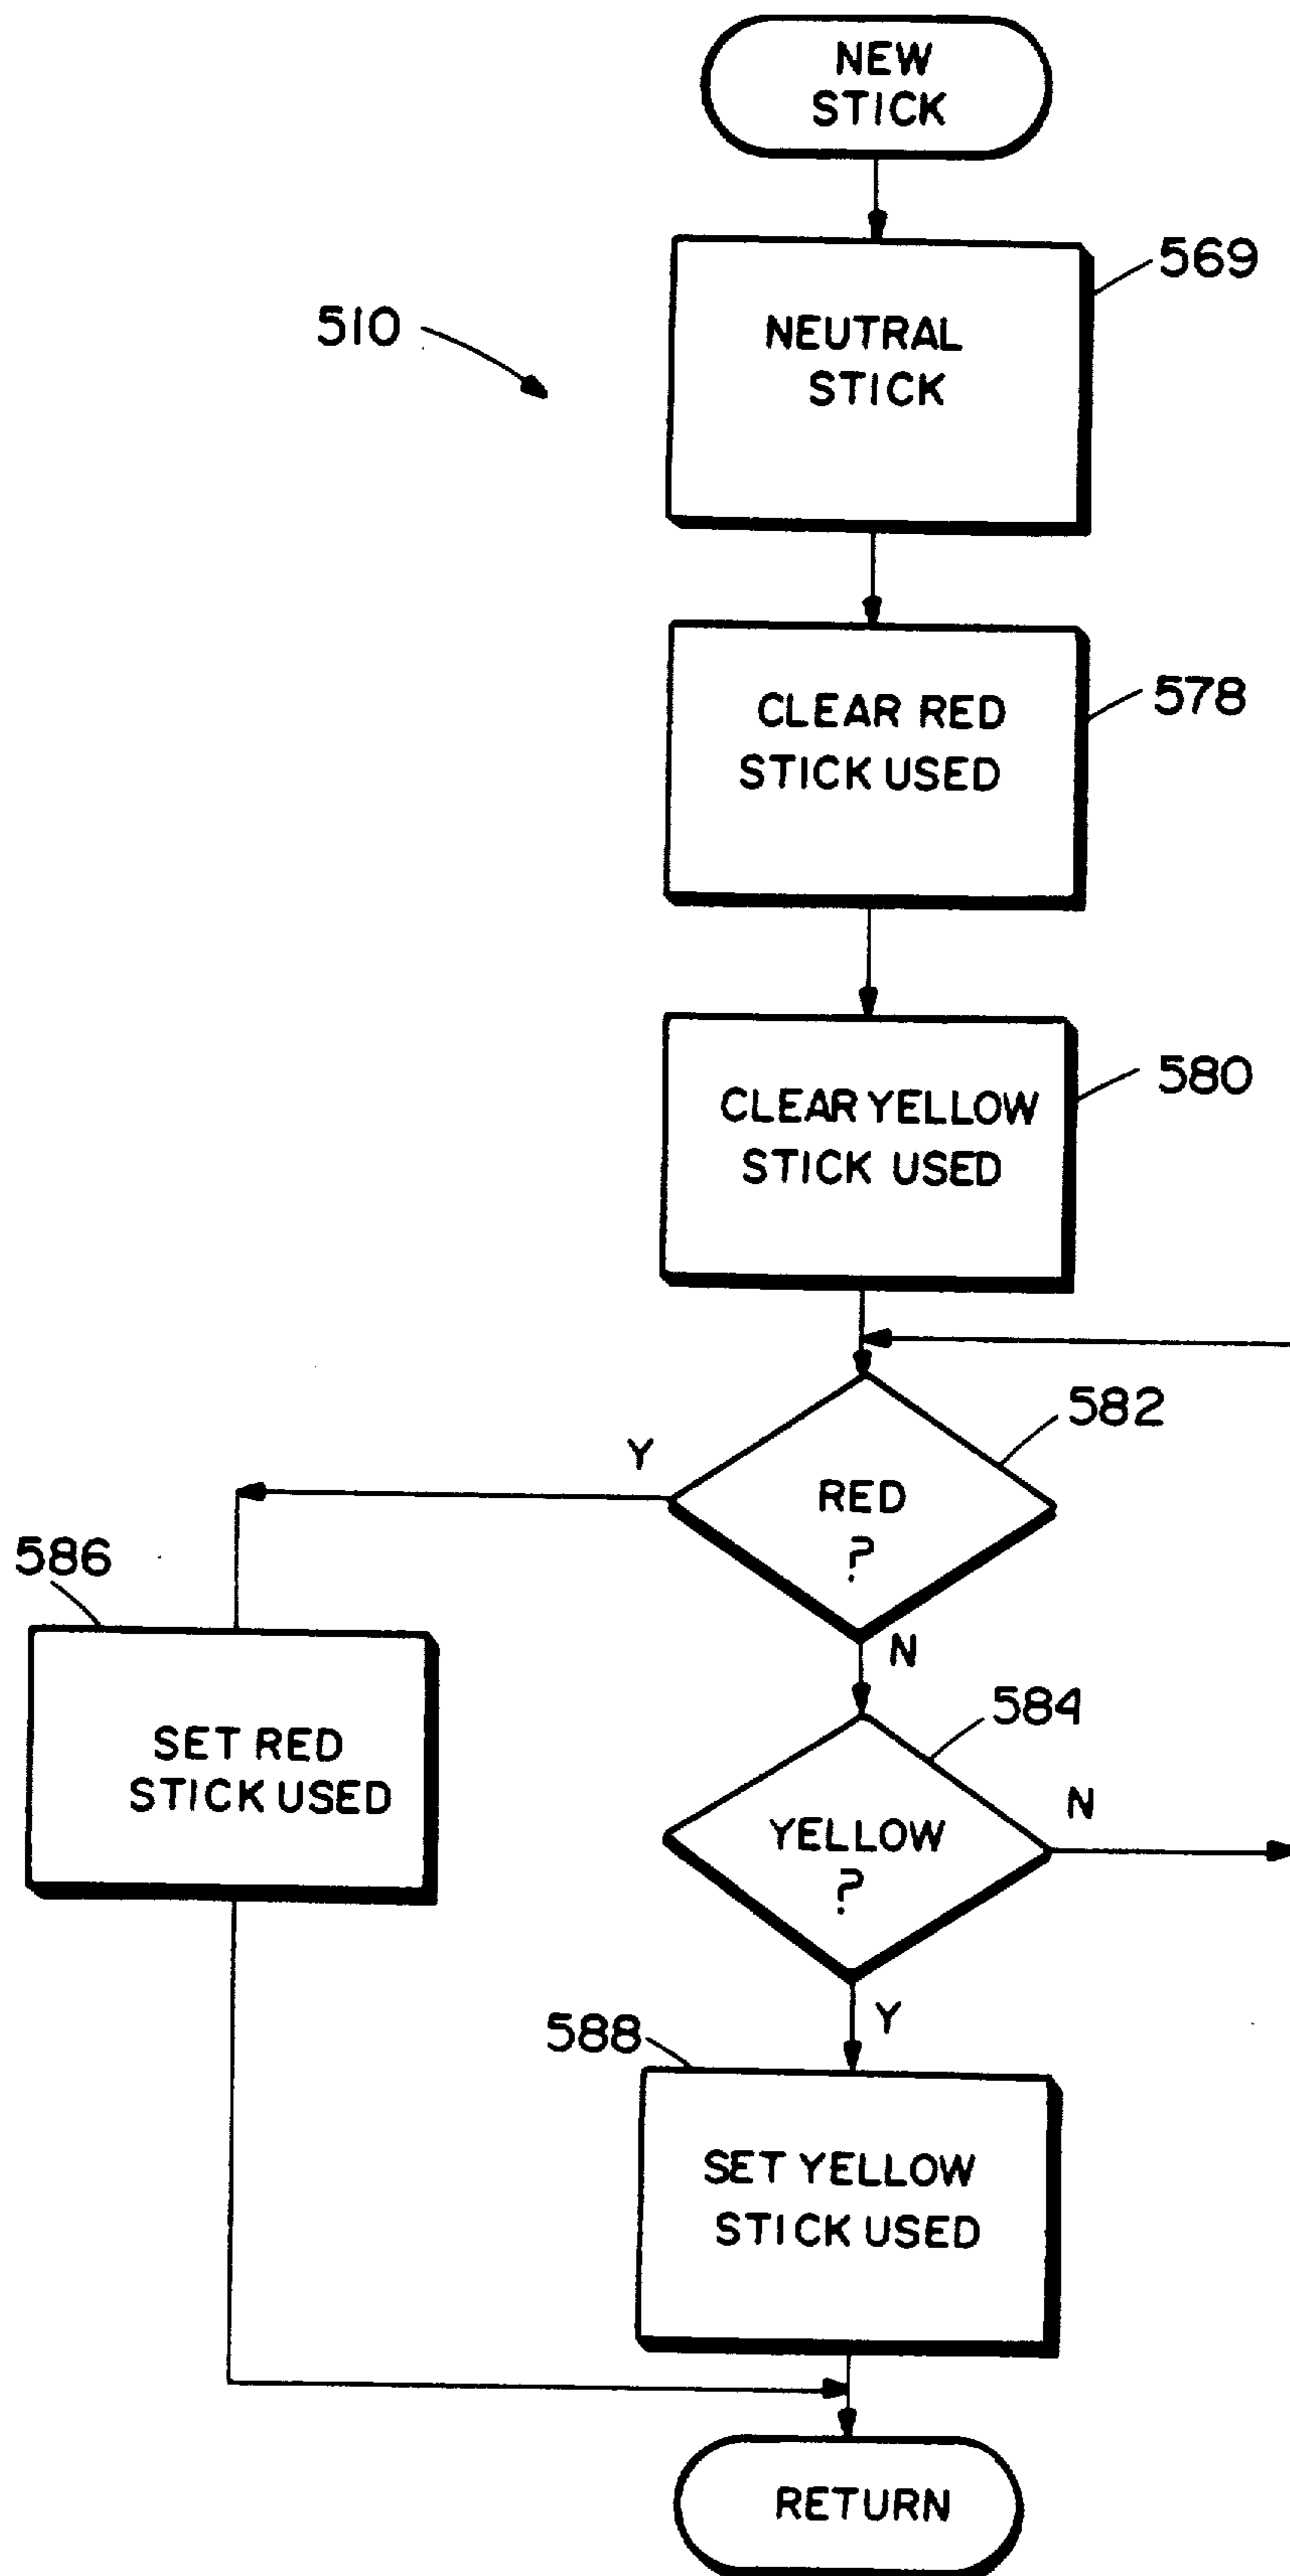 NEW
STICK
569
510
NEUTRAL
STICK
578
CLEAR RED
STICK USED
580
CLEAR YELLOW
STICK USED
582
Y
RED
?
586
N
584
SET RED
STICK USED
N
YELLOW
?
Y
588
SET YELLOW
STICK USED
RETURN